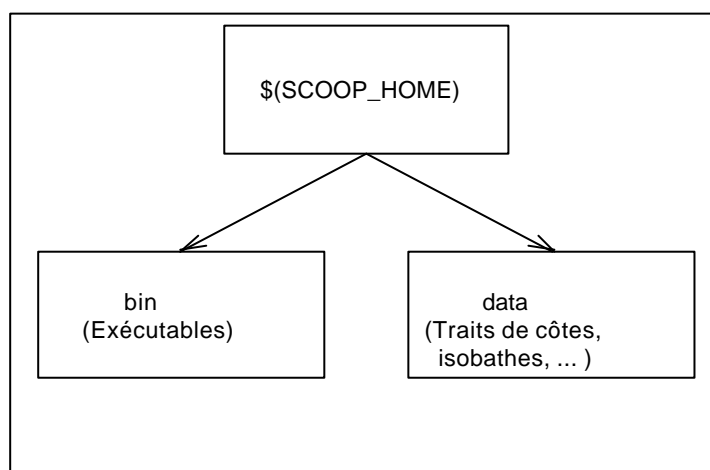 $(SCOOP_HOME)
bin
(Exécutables)
data
(Traits de côtes,
isobathes, ... )